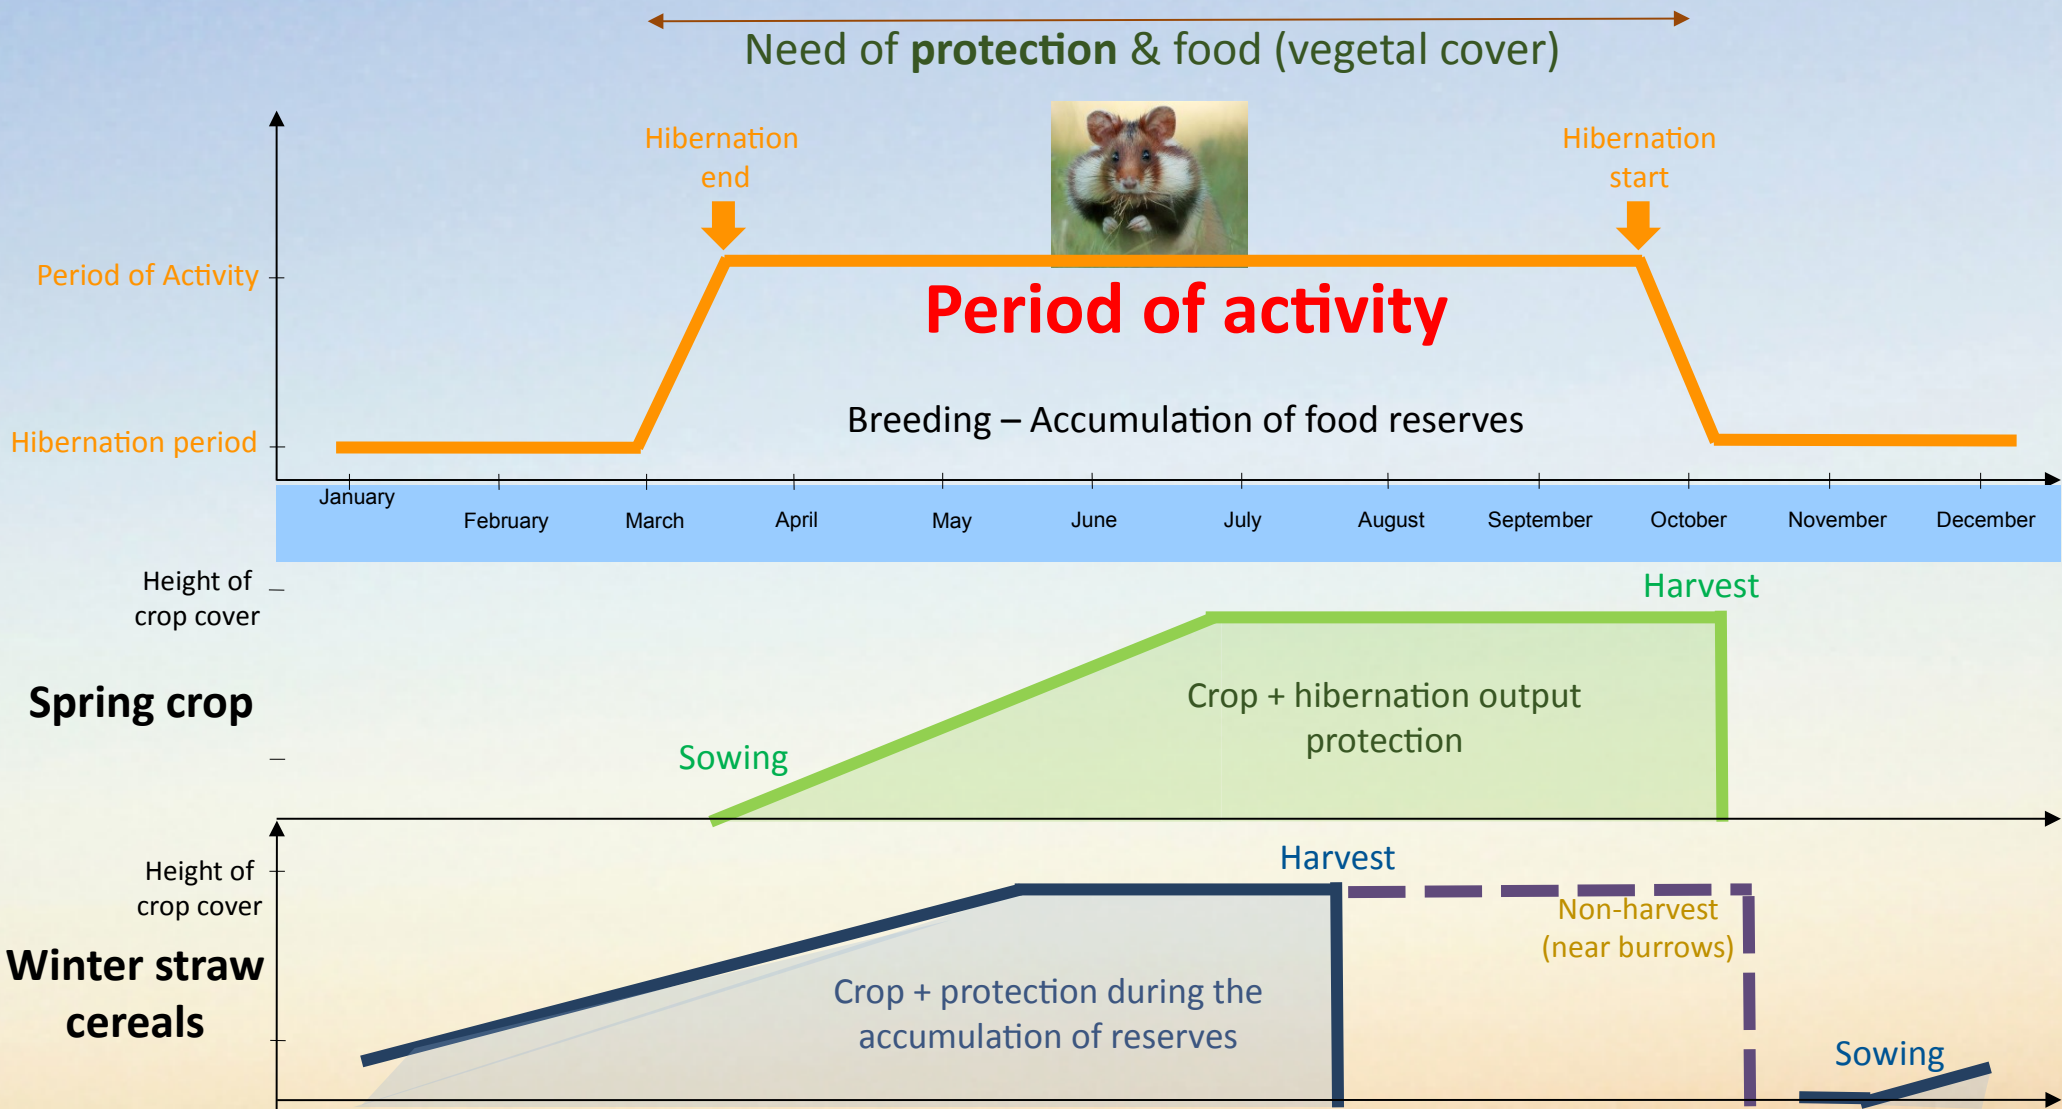 Need of protection & food (vegetal cover)
Hibernation
end
Hibernation
start
Period of Activity
Period of activity
Breeding – Accumulation of food reserves
Hibernation period
January
February
March
April
May
June
July
August
September
October
November
December
Height of
crop cover
Harvest
Spring crop
Crop + hibernation output
protection
Sowing
Height of
crop cover
Harvest
Non-harvest
(near burrows)
Winter straw
cereals
Crop + protection during the
accumulation of reserves
Sowing